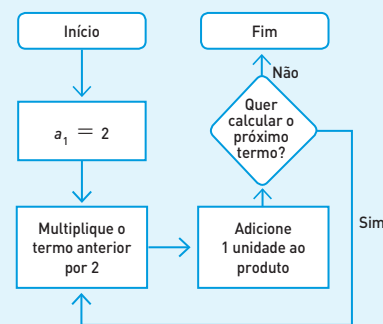 Início
a1 = 2
Multiplique o
termo anterior
por 2
Adicione
1 unidade ao
produto
Quer
calcular o
próximo
termo?
Sim
Não
Fim